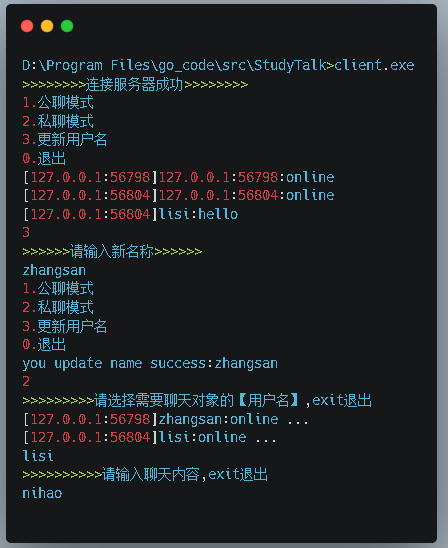 D:\Program Files\go_code\src\StudyTalk>client.exe
>>>>>>>>连接服务器成功>>>>>>>>
1.公聊模式
2.私聊模式
3.更新用户名
0.退出
[127.0.0.1:56798]127.0.0.1:56798:online
[127.0.0.1:56804]127.0.0.1:56804:online
[127.0.0.1:56804]lisi:hello
3
>>>>>>请输入新名称>>>>>>
zhangsan
1.公聊模式
2.私聊模式
3.更新用户名
0.退出
you update name success:zhangsan
2
>>>>>>>>>请选择需要聊天对象的【用户名】,exit退出
[127.0.0.1:56798]zhangsan:online ...
[127.0.0.1:56804]lisi:online ...
lisi
>>>>>>>>>>请输入聊天内容,exit退出
nihao